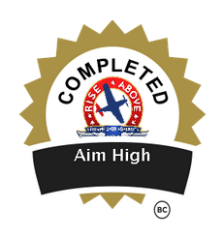 COMPLETED
RISE ABOVE
Aim High
BC